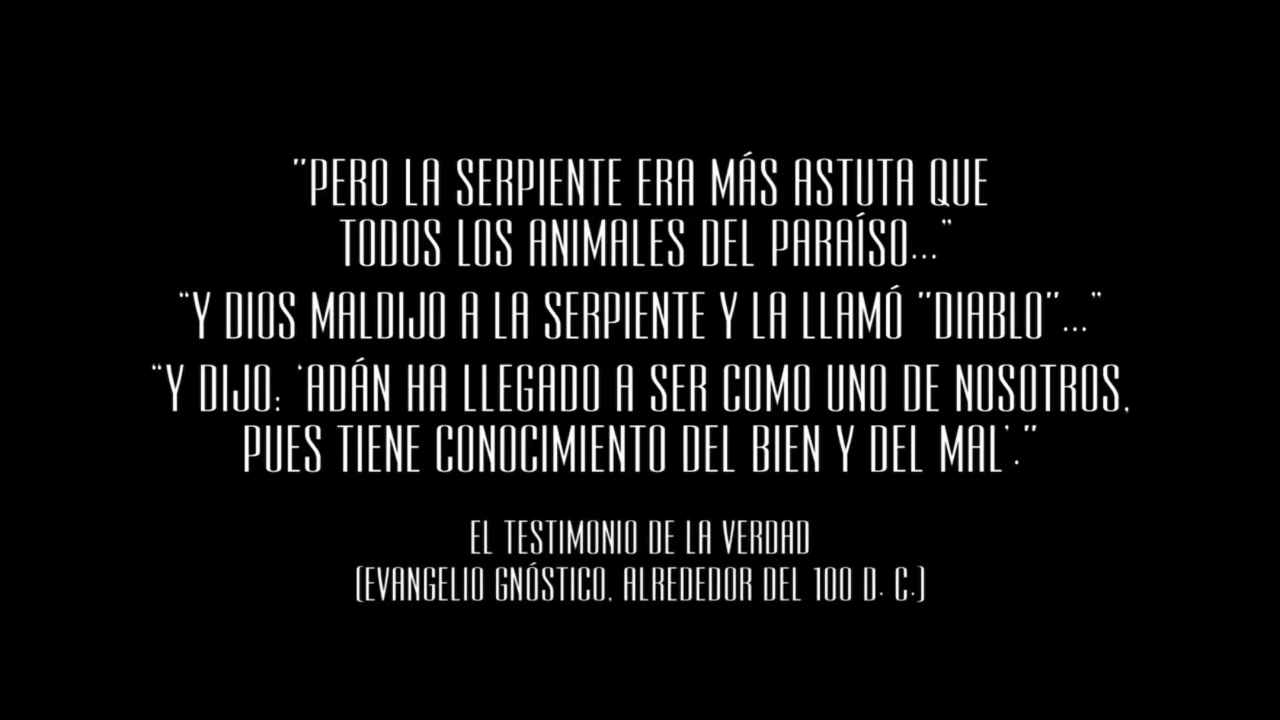 "PERO LA SERPIENTE ERA MÁS ASTUTA QUE
TODOS LOS ANIMALES DEL PARAÍSO..."
"Y DIOS MALDIJO A LA SERPIENTE Y LA LLAMÓ "DIABLO"..."
"Y DIJO: 'ADÁN HA LLEGADO A SER COMO UNO DE NOSOTROS,
PUES TIENE CONOCIMIENTO DEL BIEN Y DEL MAL'."
EL TESTIMONIO DE LA VERDAD
(EVANGELIO GNÓSTICO, ALREDEDOR DEL 100 D. C.)